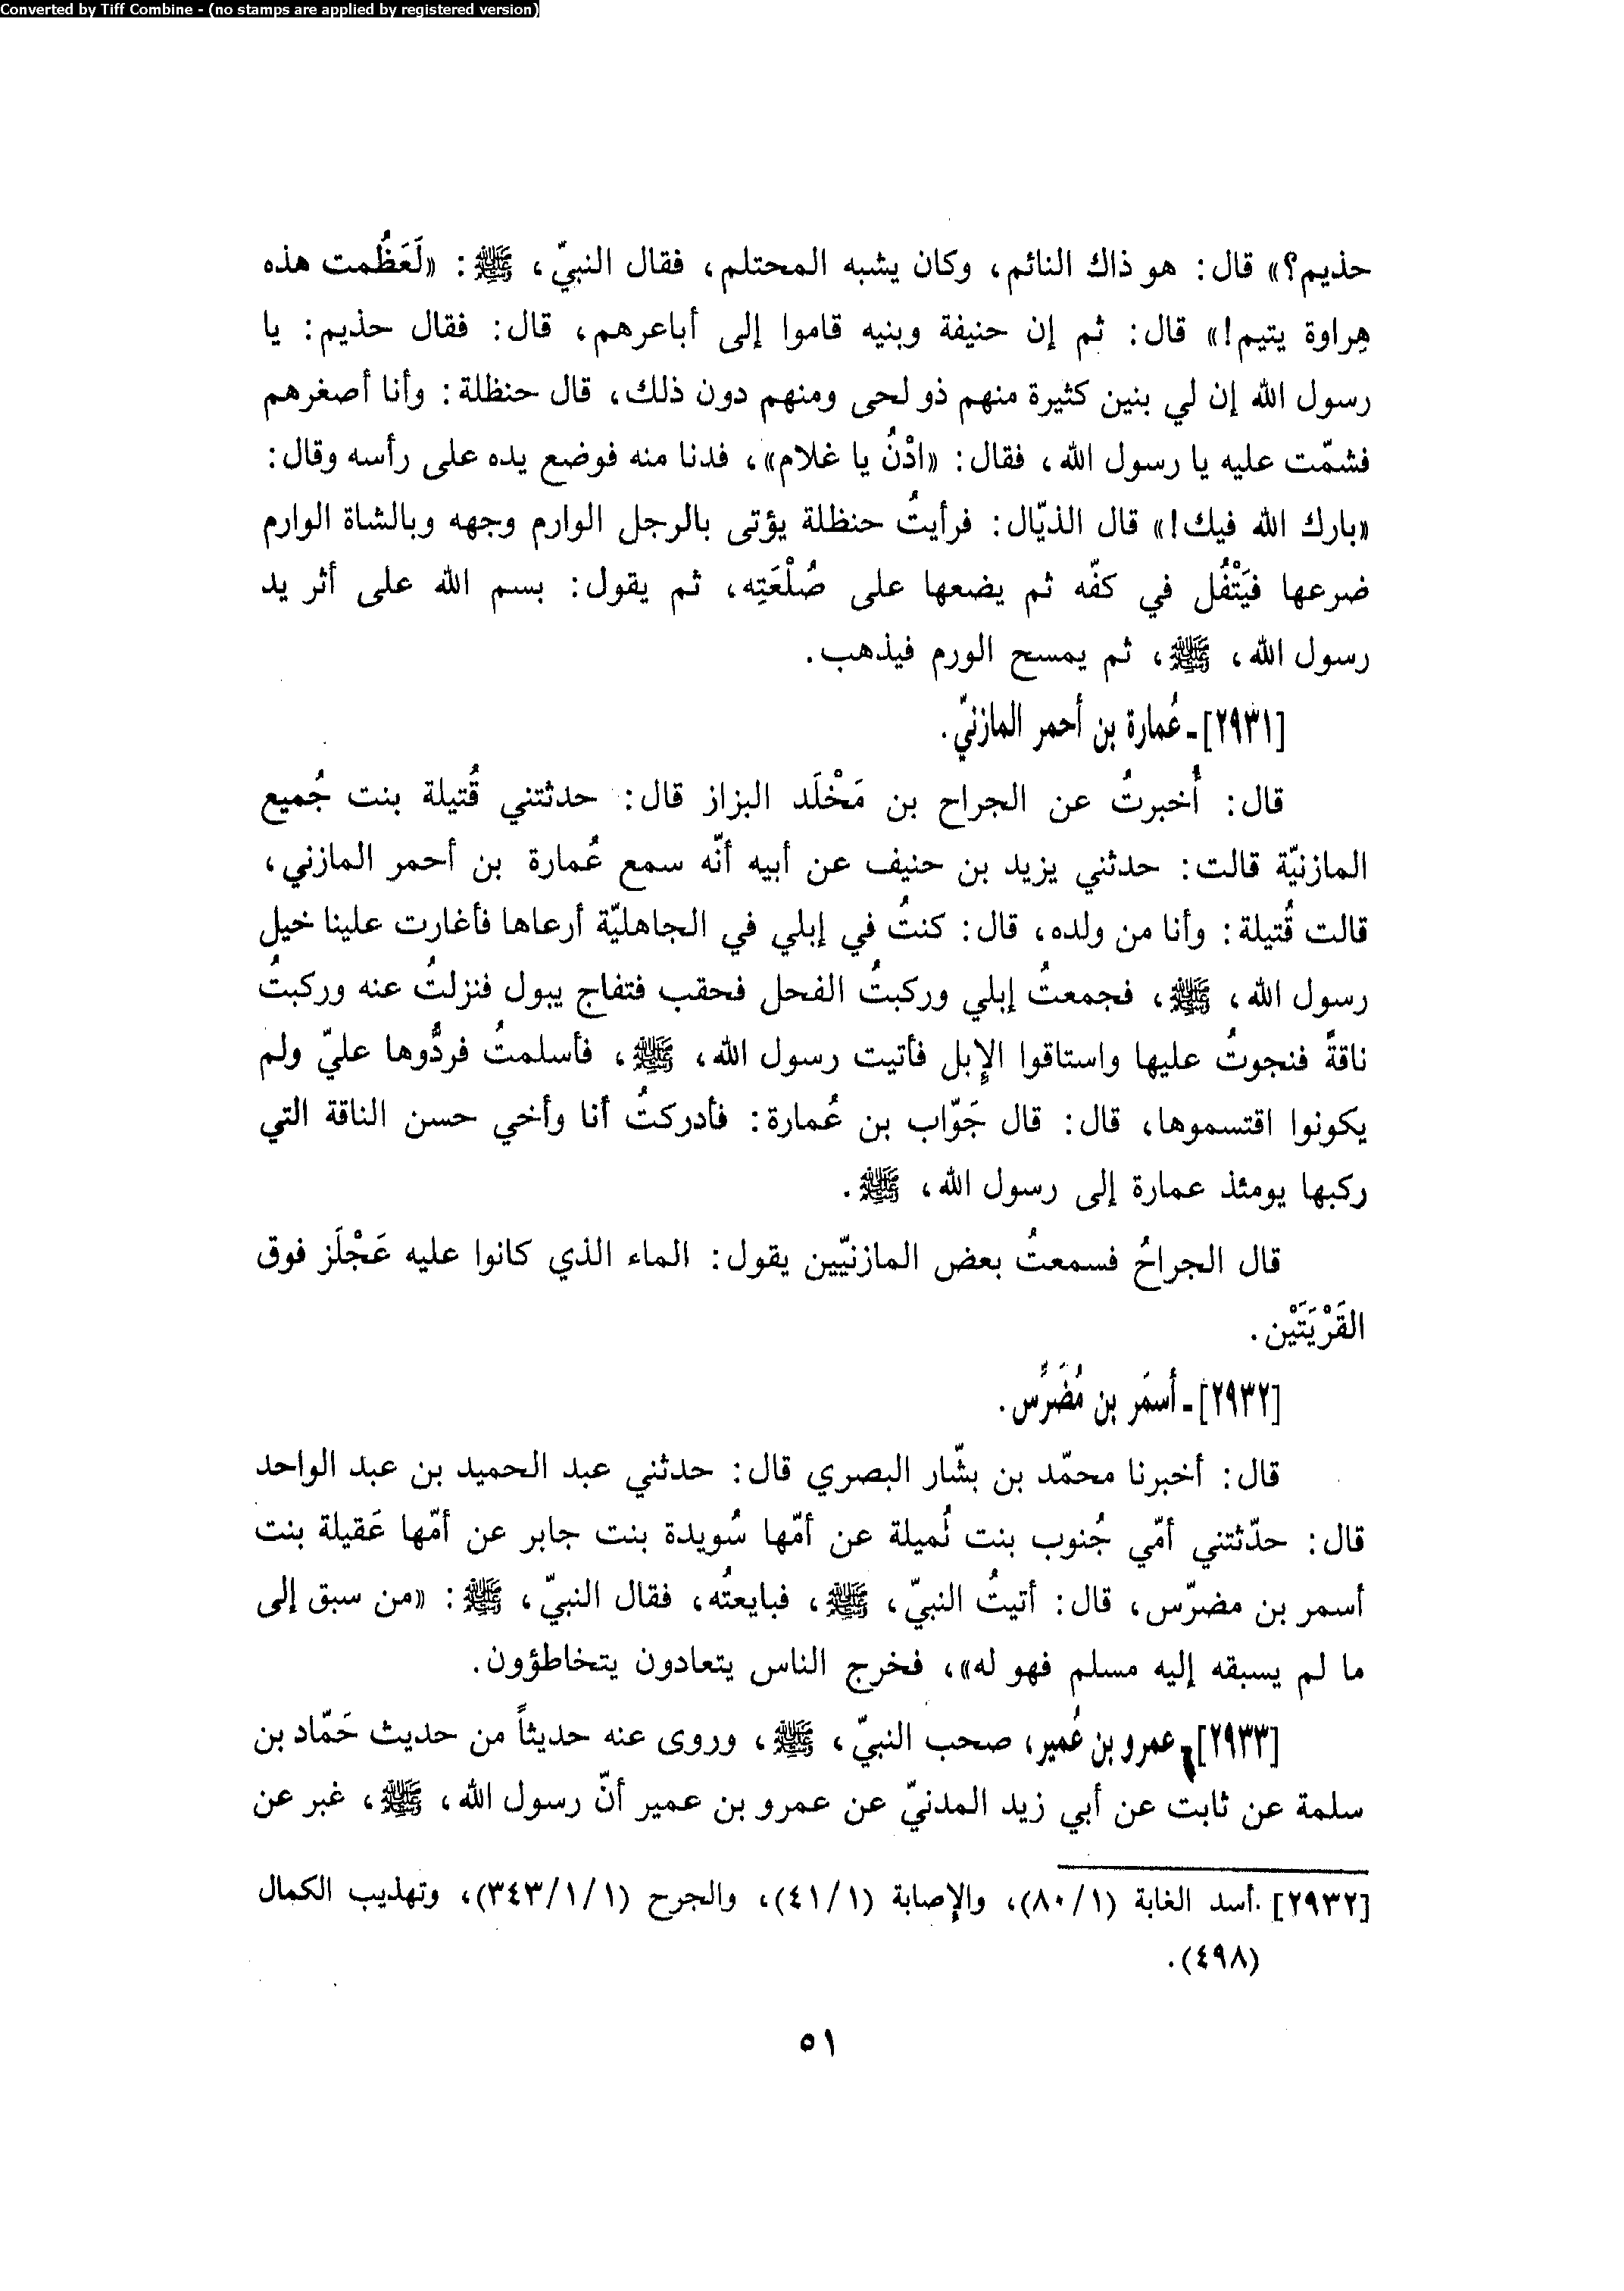 Converted by Tiff Combine - (no stamps are applied by registered version)
حذيم؟» قال: هو ذاك النائم، وكان يشبه المحتلم، فقال النبيّ، ﷺ: «لَعَظُمت هذه
هِراوة يتيم!» قال: ثم إن حنيفة وبنيه قاموا إلى أباعرهم، قال: فقال حذيم: يا
رسول الله إن لي بنين كثيرة منهم ذو لحى ومنهم دون ذلك، قال حنظلة: وأنا أصغرهم
فشمّت عليه يا رسول الله، فقال: «ادْنُ يا غلام»، فدنا منه فوضع يده على رأسه وقال:
«بارك الله فيك!» قال الذيّال: فرأيتُ حنظلة يؤتى بالرجل الوارم وجهه وبالشاة الوارم
ضرعها فيَتْفُل في كفّه ثم يضعها على صُلْعَتِه، ثم يقول: بسم الله على أثر يد
رسول الله، ﷺ، ثم يمسح الورم فيذهب.
[٢٩٣١] ـ عُمارة بن أحمر المازنيّ.
قال: أُخبرتُ عن الجراح بن مَخْلَد البزاز قال: حدثتني قُتيلة بنت جُميع
المازنيّة قالت: حدثني يزيد بن حنيف عن أبيه أنّه سمع عُمارة بن أحمر المازني،
قالت قُتيلة: وأنا من ولده، قال: كنتُ في إبلي في الجاهليّة أرعاها فأغارت علينا خيل
رسول الله، ﷺ، فجمعتُ إبلي وركبتُ الفحل فحقب فتفاج يبول فنزلتُ عنه وركبتُ
ناقةً فنجوتُ عليها واستاقوا الإبل فأتيت رسول الله، ﷺ، فأسلمتُ فردُّوها عليّ ولم
يكونوا اقتسموها، قال: قال جَوّاب بن عُمارة: فأدركتُ أنا وأخي حسن الناقة التي
ركبها يومئذ عمارة إلى رسول الله، ﷺ.
قال الجراحُ فسمعتُ بعض المازنيّين يقول: الماء الذي كانوا عليه عَجْلَز فوق
القَرْيَتَيْن.
[٢٩٣٢] ـ أسمَر بن مُضَرِّس.
قال: أخبرنا محمّد بن بشّار البصري قال: حدثني عبد الحميد بن عبد الواحد
قال: حدّثتني أمّي جُنوب بنت نُميلة عن أمّها سُويدة بنت جابر عن أمّها عَقيلة بنت
أسمر بن مضرّس، قال: أتيتُ النبيّ، ﷺ، فبايعتُه، فقال النبيّ، ﷺ: «من سبق إلى
ما لم يسبقه إليه مسلم فهو له»، فخرج الناس يتعادون يتخاطؤون.
[٢٩٣٣] ـ عمرو بن عُمير، صحب النبيّ، ﷺ، وروى عنه حديثاً من حديث حَمّاد بن
سلمة عن ثابت عن أبي زيد المدنيّ عن عمرو بن عمير أنّ رسول الله، ﷺ، غبر عن
[٢٩٣٢] أسد الغابة (٨٠/١)، والإصابة (٤١/١)، والجرح (٣٤٣/١/١)، وتهذيب الكمال
(٤٩٨).
٥١